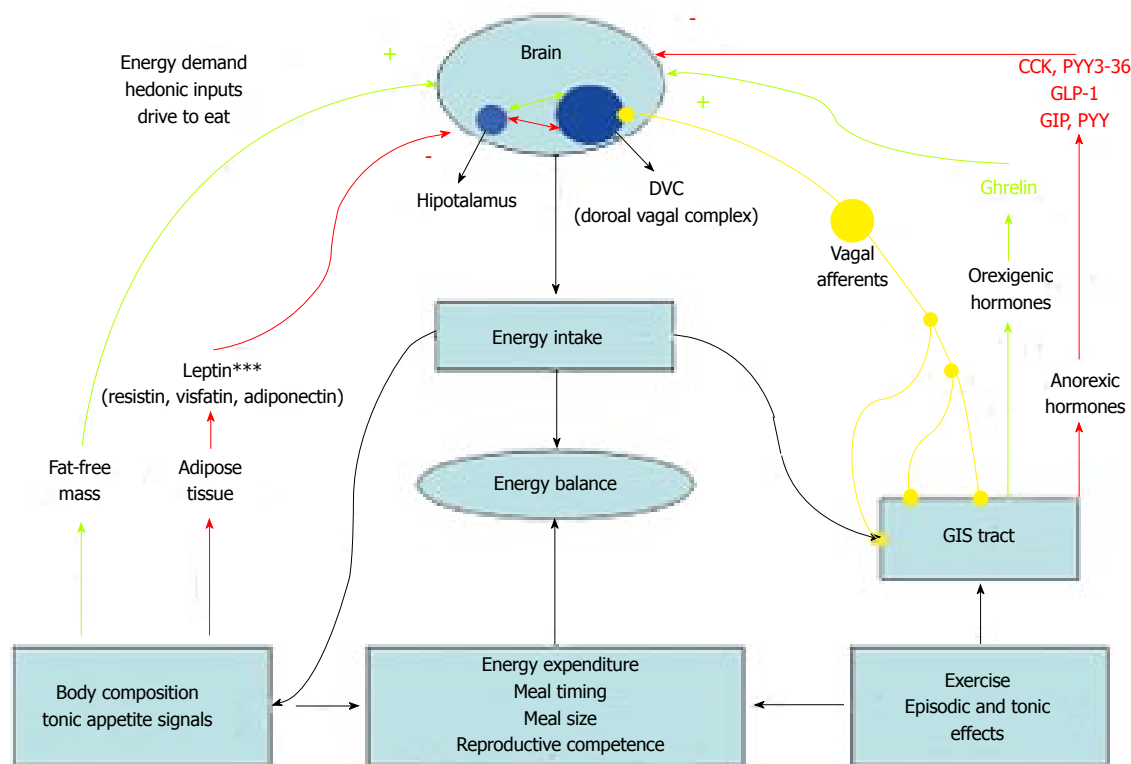 Energy demand
hedonic inputs
drive to eat
+
Brain
-
CCK, PYY3-36
GLP-1
GIP, PYY
+
-
Hipotalamus
DVC
(doroal vagal complex)
Ghrelin
Vagal
afferents
Orexigenic
hormones
Energy intake
Leptin***
(resistin, visfatin, adiponectin)
Anorexic
hormones
Fat-free
mass
Adipose
tissue
Energy balance
GIS tract
Body composition
tonic appetite signals
Energy expenditure
Meal timing
Meal size
Reproductive competence
Exercise
Episodic and tonic
effects